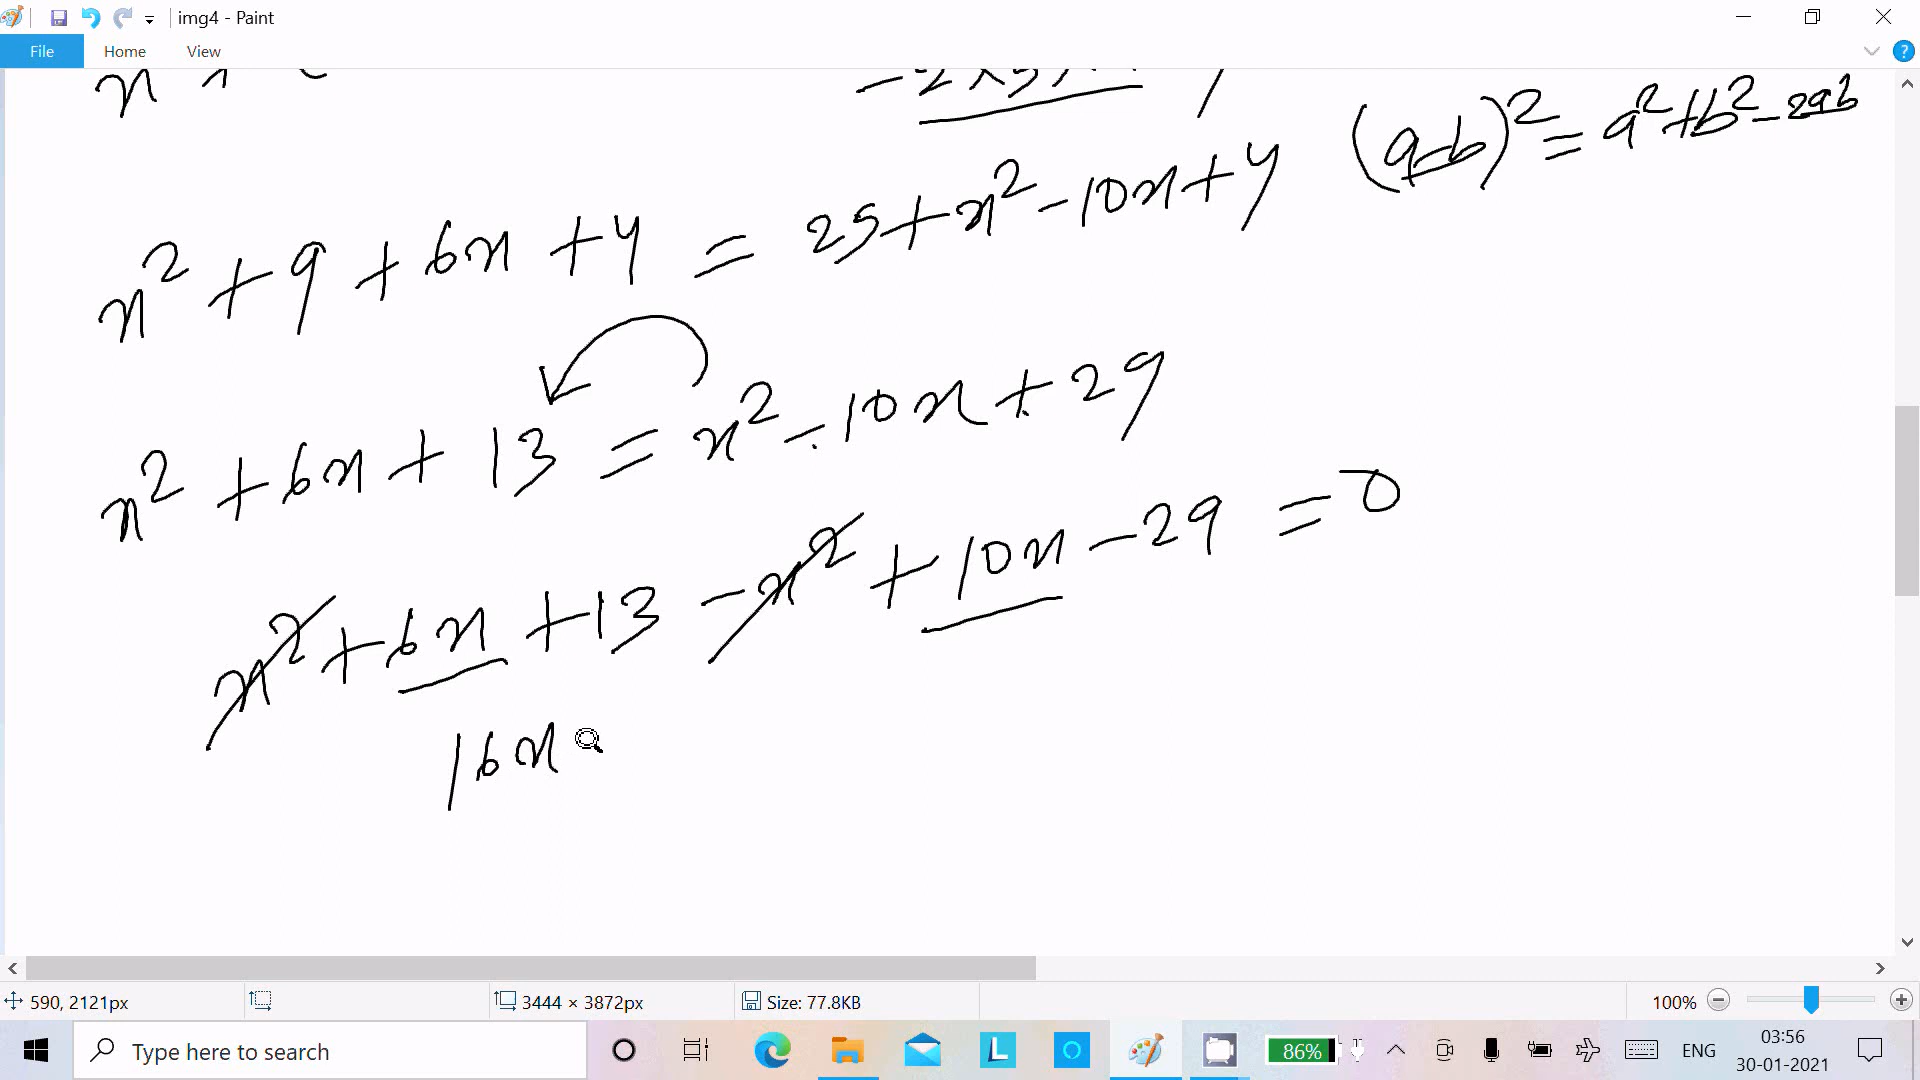 img4 - Paint
File Home View
(a-b)² = a²+b²-2ab
x² + 9 + 6x + 4 = 25 + x² - 10x + 4
x² + 6x + 13 = x² - 10x + 29
x² + 6x + 13 - x² + 10x - 29 = 0
16x
590, 2121px 3444 × 3872px Size: 77.8KB 100%
Type here to search 86% ENG 03:56
30-01-2021